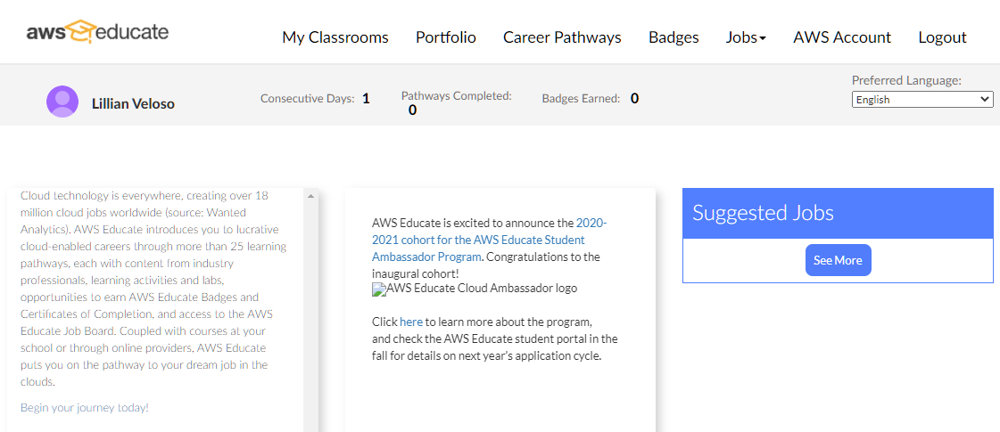 aws educate
My Classrooms Portfolio Career Pathways Badges Jobs AWS Account Logout
Lillian Veloso
Consecutive Days: 1
Pathways Completed: 0
Badges Earned: 0
Preferred Language:
English
Cloud technology is everywhere, creating over 18
million cloud jobs worldwide (source: Wanted
Analytics). AWS Educate introduces you to lucrative
cloud-enabled careers through more than 25 learning
pathways, each with content from industry
professionals, learning activities and labs,
opportunities to earn AWS Educate Badges and
Certificates of Completion, and access to the AWS
Educate Job Board. Coupled with courses at your
school or through online providers, AWS Educate
puts you on the pathway to your dream job in the
clouds.
Begin your journey today!
AWS Educate is excited to announce the 2020-
2021 cohort for the AWS Educate Student
Ambassador Program. Congratulations to the
inaugural cohort!
AWS Educate Cloud Ambassador logo
Click here to learn more about the program,
and check the AWS Educate student portal in the
fall for details on next year's application cycle.
Suggested Jobs
See More